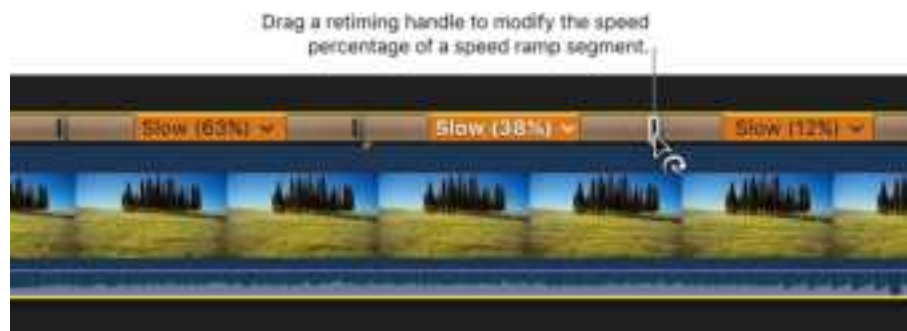 Drag a retiming handle to modify the speed
percentage of a speed ramp segment.
Slow (63%) Slow (38%) Slow (12%)